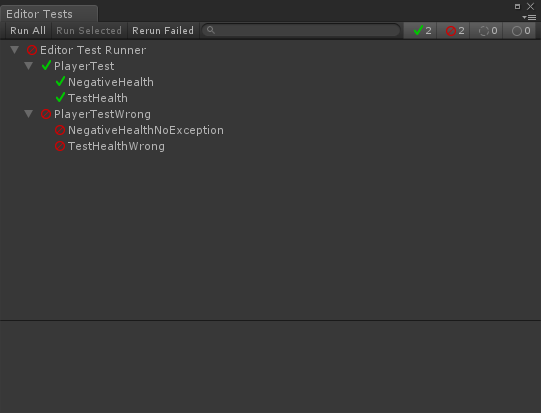 Editor Tests
Run All Run Selected Rerun Failed 2 2 0 0
Editor Test Runner
PlayerTest
NegativeHealth
TestHealth
PlayerTestWrong
NegativeHealthNoException
TestHealthWrong